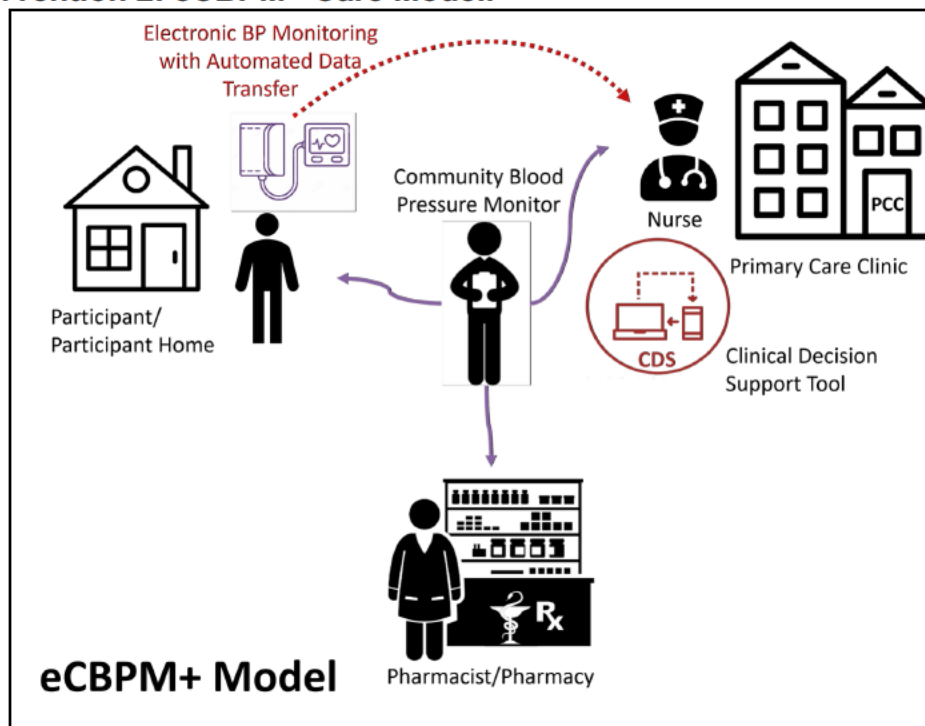 Electronic BP Monitoring
with Automated Data
Transfer
Community Blood
Pressure Monitor
Nurse
PCC
Primary Care Clinic
Participant/
Participant Home
CDS
Clinical Decision
Support Tool
Rx
eCBPM+ Model
Pharmacist/Pharmacy